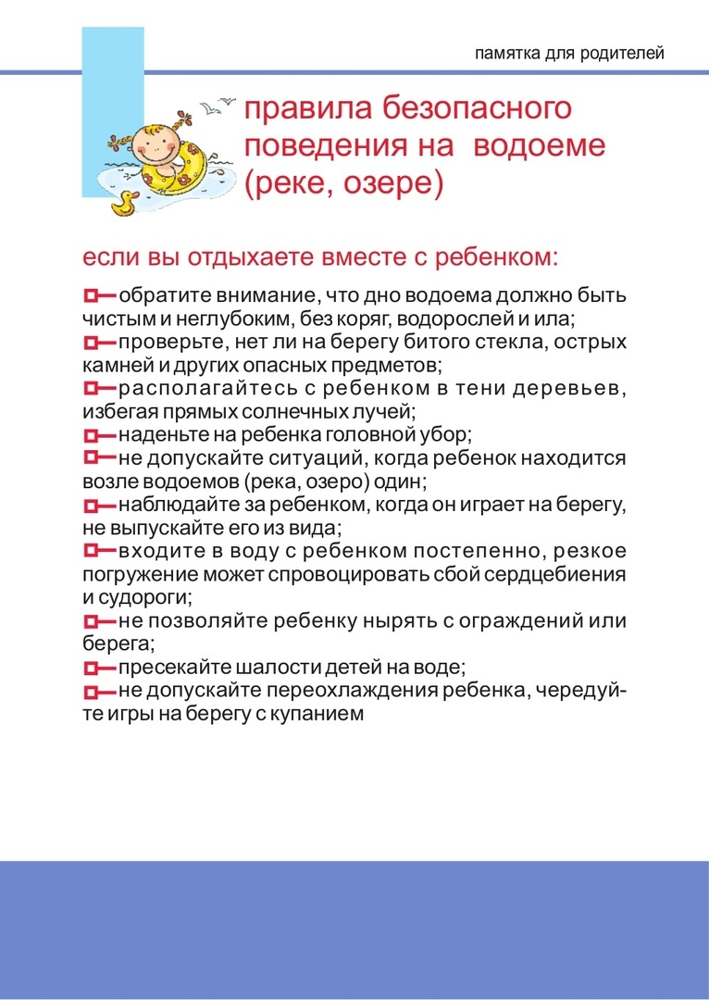 памятка для родителей
правила безопасного
поведения на водоеме
(реке, озере)
если вы отдыхаете вместе с ребенком:
обратите внимание, что дно водоема должно быть
чистым и неглубоким, без коряг, водорослей и ила;
проверьте, нет ли на берегу битого стекла, острых
камней и других опасных предметов;
располагайтесь с ребенком в тени деревьев,
избегая прямых солнечных лучей;
наденьте на ребенка головной убор;
не допускайте ситуаций, когда ребенок находится
возле водоемов (река, озеро) один;
наблюдайте за ребенком, когда он играет на берегу,
не выпускайте его из вида;
входите в воду с ребенком постепенно, резкое
погружение может спровоцировать сбой сердцебиения
и судороги;
не позволяйте ребенку нырять с ограждений или
берега;
пресекайте шалости детей на воде;
не допускайте переохлаждения ребенка, чередуй-
те игры на берегу с купанием